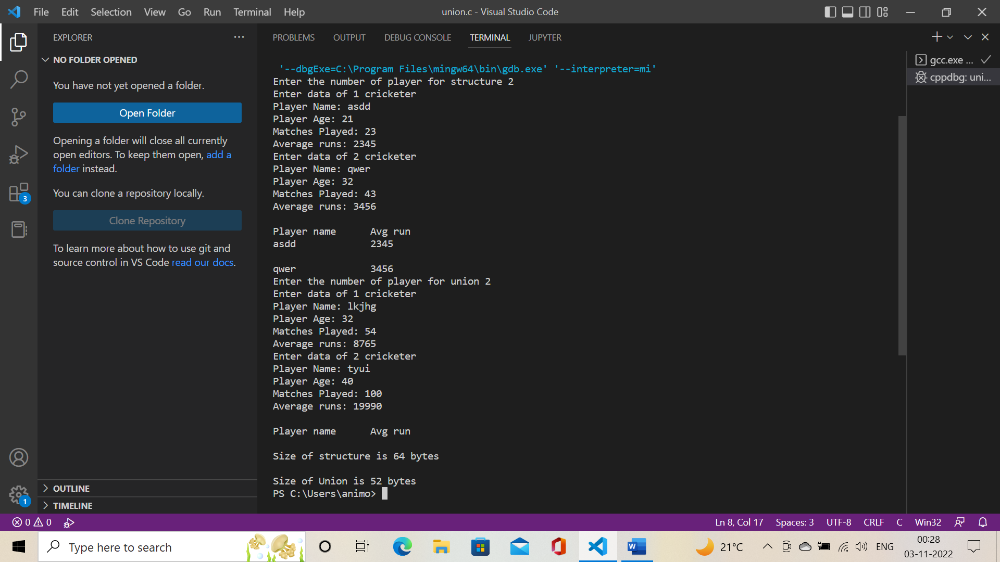 File Edit Selection View Go Run Terminal Help
union.c - Visual Studio Code
EXPLORER
NO FOLDER OPENED
You have not yet opened a folder.
Open Folder
Opening a folder will close all currently
open editors. To keep them open, add a
folder instead.
You can clone a repository locally.
Clone Repository
To learn more about how to use git and
source control in VS Code read our docs.
3
1
OUTLINE
TIMELINE
PROBLEMS OUTPUT DEBUG CONSOLE TERMINAL JUPYTER
'--dbgExe=C:\Program Files\mingw64\bin\gdb.exe' '--interpreter=mi'
Enter the number of player for structure 2
Enter data of 1 cricketer
Player Name: asdd
Player Age: 21
Matches Played: 23
Average runs: 2345
Enter data of 2 cricketer
Player Name: qwer
Player Age: 32
Matches Played: 43
Average runs: 3456
Player name Avg run
asdd 2345
qwer 3456
Enter the number of player for union 2
Enter data of 1 cricketer
Player Name: lkjhg
Player Age: 32
Matches Played: 54
Average runs: 8765
Enter data of 2 cricketer
Player Name: tyui
Player Age: 40
Matches Played: 100
Average runs: 19990
Player name Avg run
Size of structure is 64 bytes
Size of Union is 52 bytes
PS C:\Users\animo>
gcc.exe ...
cppdbg: uni...
0 0
Ln 8, Col 17 Spaces: 3 UTF-8 CRLF C Win32
Type here to search
W
21°C
ENG
00:28
03-11-2022